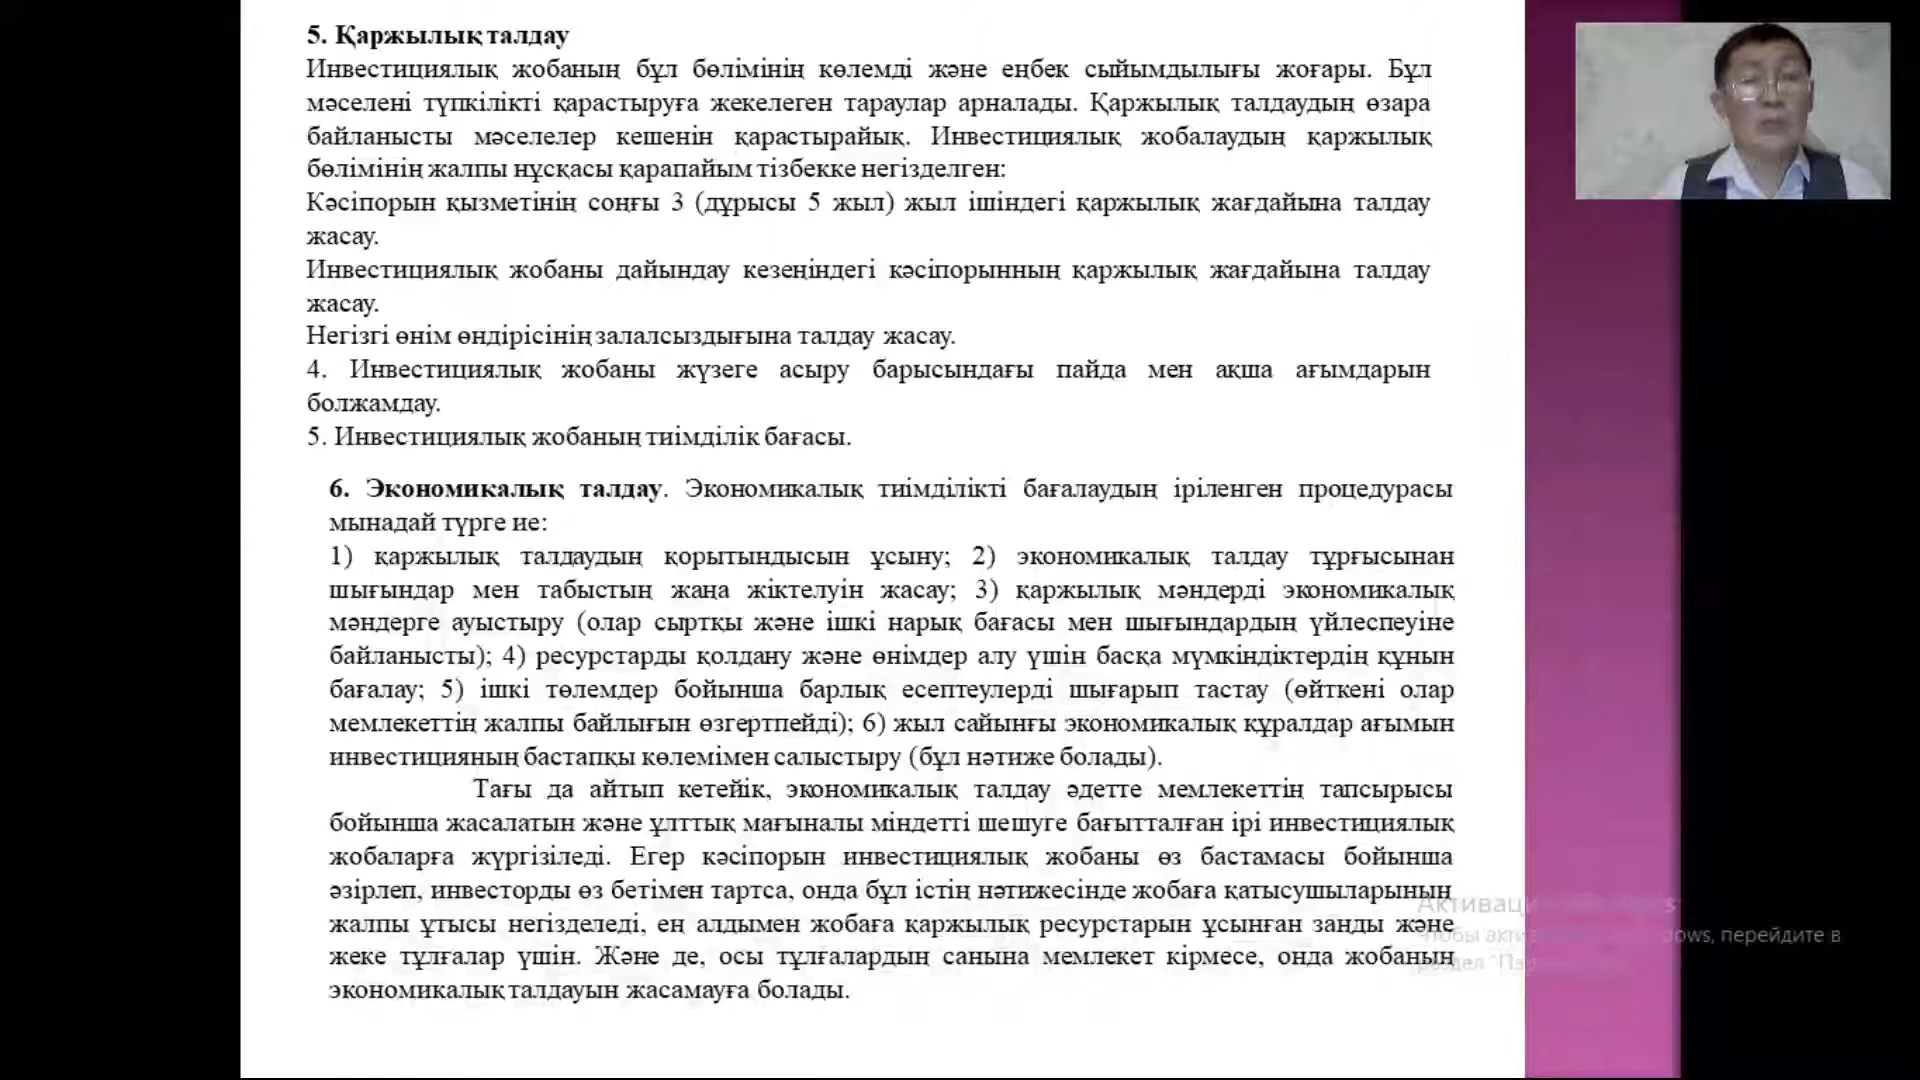 5. Қаржылық талдау
Инвестициялық жобаның бұл бөлімінің көлемді және еңбек сыйымдылығы жоғары. Бұл
мәселені түпкілікті қарастыруға жекелеген тараулар арналады. Қаржылық талдаудың өзара
байланысты мәселелер кешенін қарастырайық. Инвестициялық жобалаудың қаржылық
бөлімінің жалпы нұсқасы қарапайым тізбекке негізделген:
Кәсіпорын қызметінің соңғы 3 (дұрысы 5 жыл) жыл ішіндегі қаржылық жағдайына талдау
жасау.
Инвестициялық жобаны дайындау кезеңіндегі кәсіпорынның қаржылық жағдайына талдау
жасау.
Негізгі өнім өндірісінің залалсыздығына талдау жасау.
4. Инвестициялық жобаны жүзеге асыру барысындағы пайда мен ақша ағымдарын
болжамдау.
5. Инвестициялық жобаның тиімділік бағасы.
6. Экономикалық талдау. Экономикалық тиімділікті бағалаудың іріленген процедурасы
мынадай түрге ие:
1) қаржылық талдаудың қорытындысын ұсыну; 2) экономикалық талдау тұрғысынан
шығындар мен табыстың жаңа жіктелуін жасау; 3) қаржылық мәндерді экономикалық
мәндерге ауыстыру (олар сыртқы және ішкі нарық бағасы мен шығындардың үйлеспеуіне
байланысты); 4) ресурстарды қолдану және өнімдер алу үшін басқа мүмкіндіктердің құнын
бағалау; 5) ішкі төлемдер бойынша барлық есептеулерді шығарып тастау (өйткені олар
мемлекеттің жалпы байлығын өзгертпейді); 6) жыл сайынғы экономикалық құралдар ағымын
инвестицияның бастапқы көлемімен салыстыру (бұл нәтиже болады).
Тағы да айтып кетейік, экономикалық талдау әдетте мемлекеттің тапсырысы
бойынша жасалатын және ұлттық мағыналы міндетті шешуге бағытталған ірі инвестициялық
жобаларға жүргізіледі. Егер кәсіпорын инвестициялық жобаны өз бастамасы бойынша
әзірлеп, инвесторды өз бетімен тартса, онда бұл істің нәтижесінде жобаға қатысушыларының
жалпы ұтысы негізделеді, ең алдымен жобаға қаржылық ресурстарын ұсынған заңды және
жеке тұлғалар үшін. Және де, осы тұлғалардың санына мемлекет кірмесе, онда жобаның
экономикалық талдауын жасамауға болады.
перейдите в